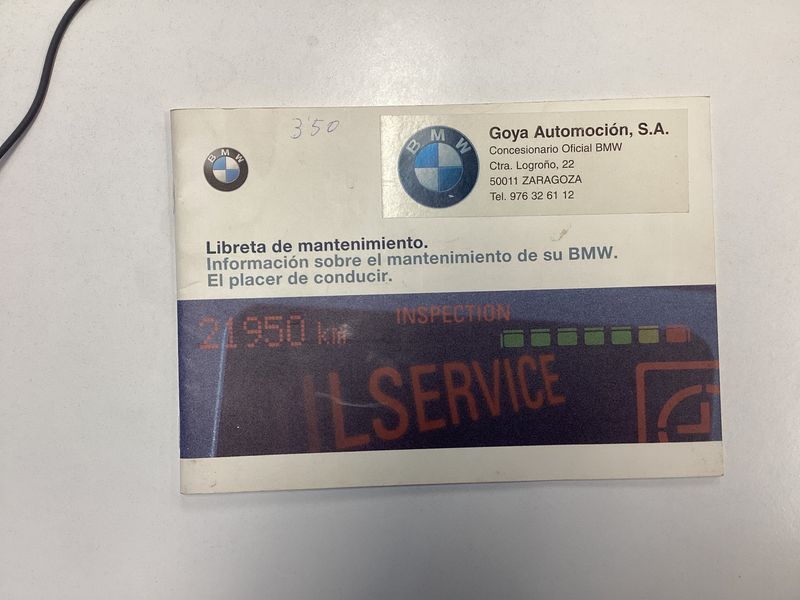 3'50
BMW
BMW
Goya Automoción, S.A.
Concesionario Oficial BMW
Ctra. Logroño, 22
50011 ZARAGOZA
Tel. 976 32 61 12
Libreta de mantenimiento.
Información sobre el mantenimiento de su BMW.
El placer de conducir.
INSPECTION
21950 km
LSERVICE